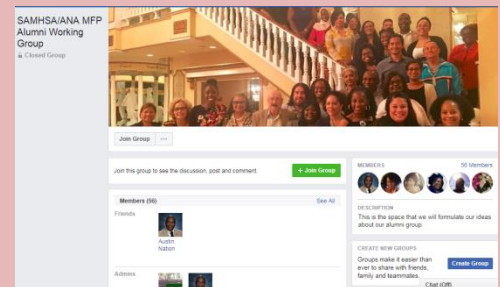 SAMHSA/ANA MFP
Alumni Working
Group
Closed Group
Join Group
Join this group to see the discussion, post and comment.
+ Join Group
Members (56)
See All
Friends
Austin
Nation
Admins
MEMBERS
56 Members
DESCRIPTION
This is the space that we will formulate our ideas
about our alumni group.
CREATE NEW GROUPS
Groups make it easier than
ever to share with friends,
family and teammates.
Create Group
Chat (Off)